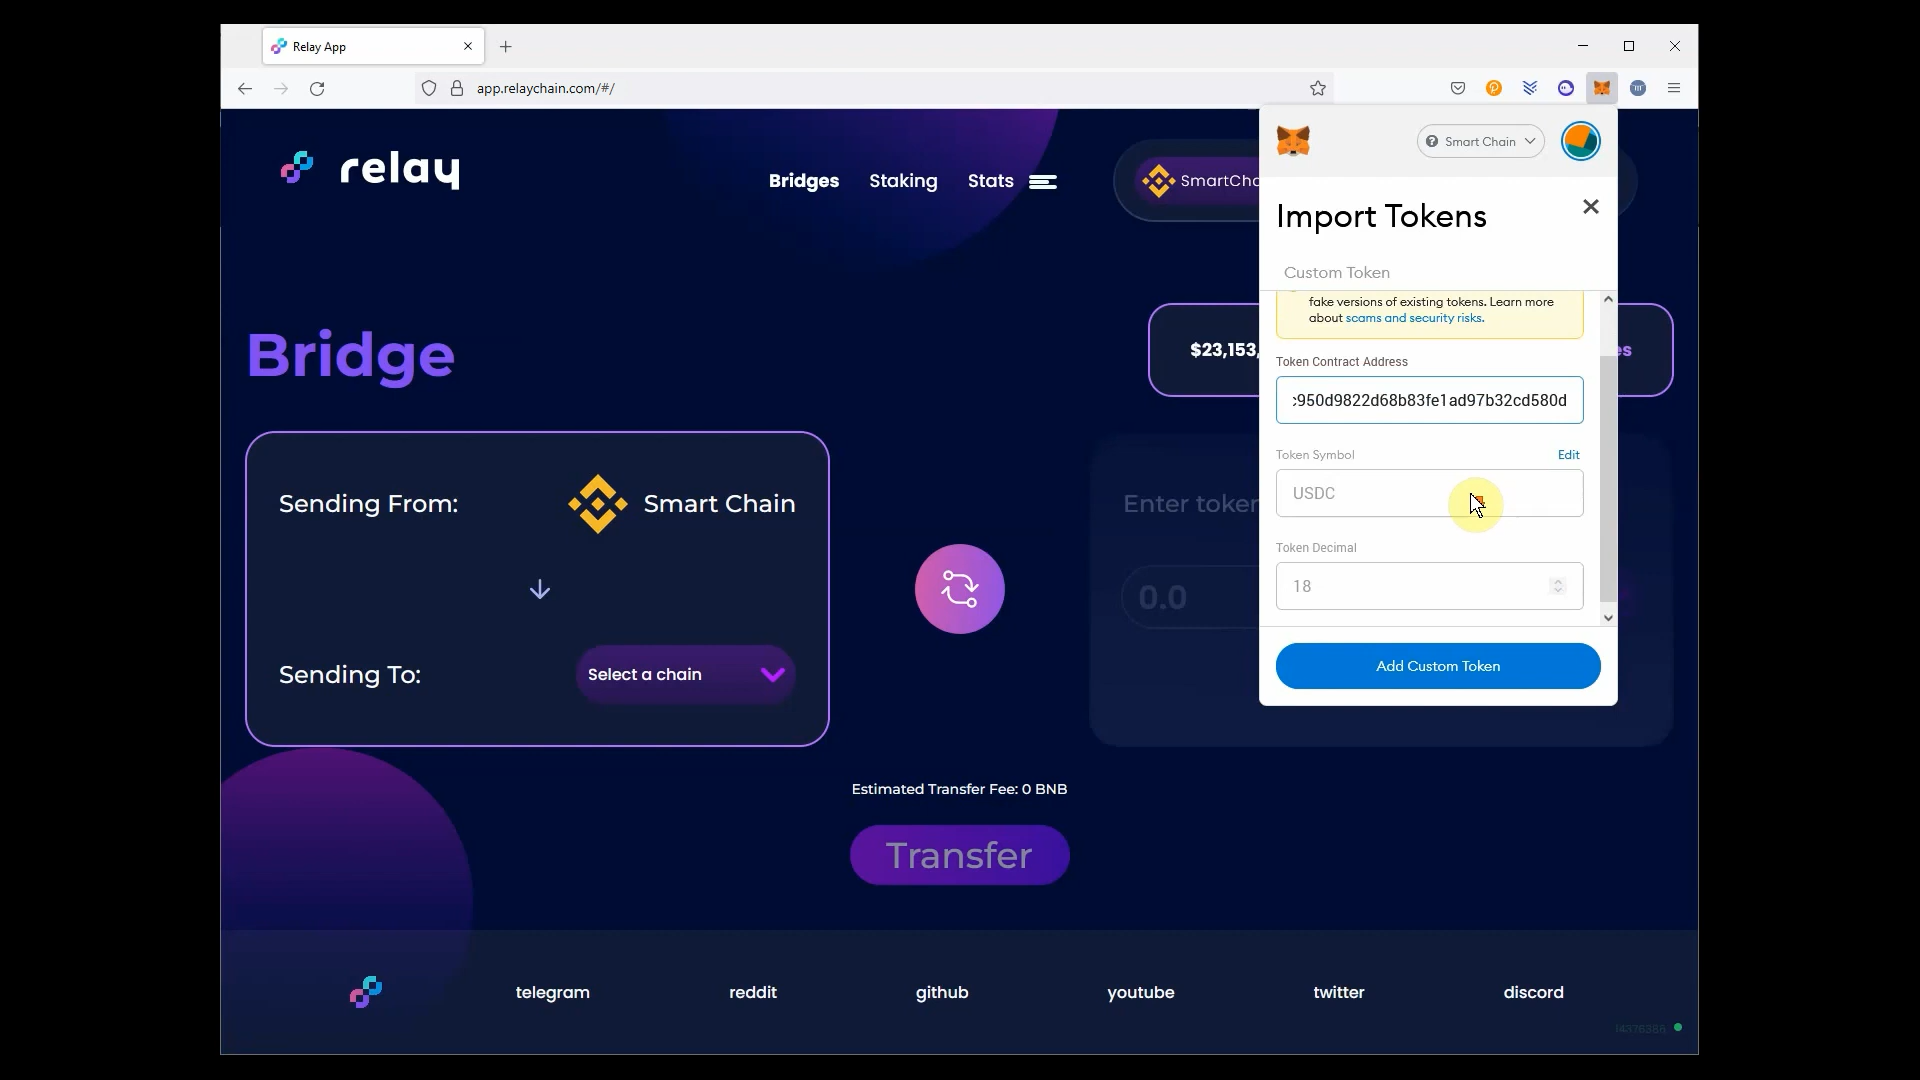 Relay App
app.relaychain.com/#/
relay
Bridges
Staking
Stats
SmartCha
Smart Chain
Import Tokens
Custom Token
fake versions of existing tokens. Learn more
about scams and security risks.
Token Contract Address
950d9822d68b83fe1ad97b32cd580d
Token Symbol
Edit
USDC
Token Decimal
18
Add Custom Token
Bridge
$23,153,
es
Sending From:
Smart Chain
Sending To:
Select a chain
Enter token
0.0
Estimated Transfer Fee: 0 BNB
Transfer
telegram
reddit
github
youtube
twitter
discord